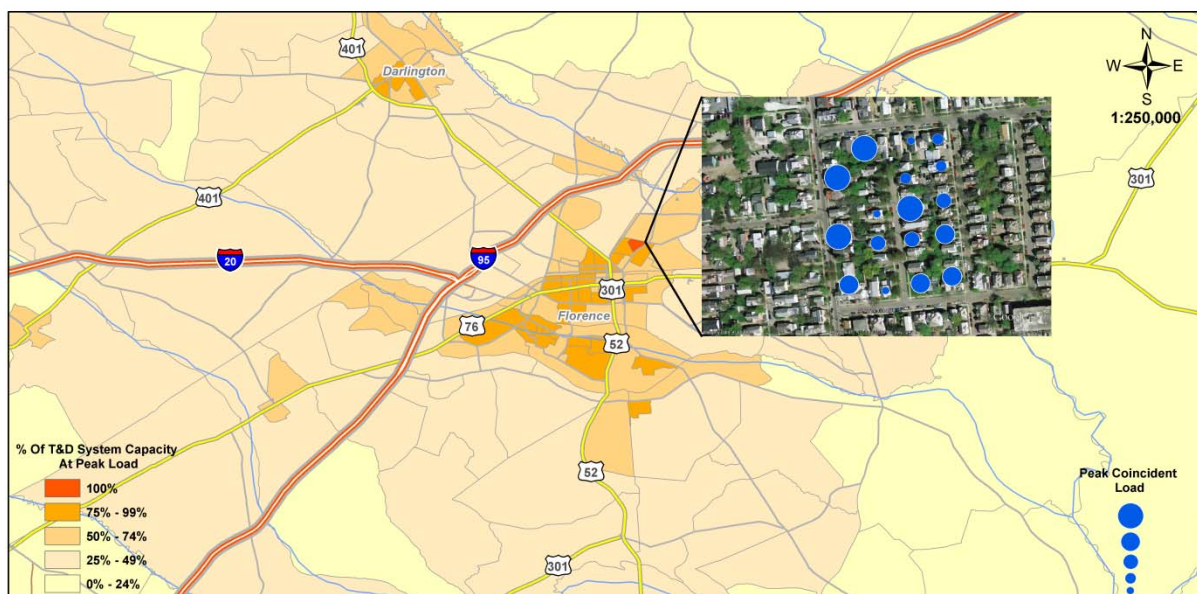 401
Darlington
N
W E
S
1:250,000
401
301
20
95
301
76
Florence
52
52
301
% Of T&D System Capacity
At Peak Load
100%
75% - 99%
50% - 74%
25% - 49%
0% - 24%
Peak Coincident
Load